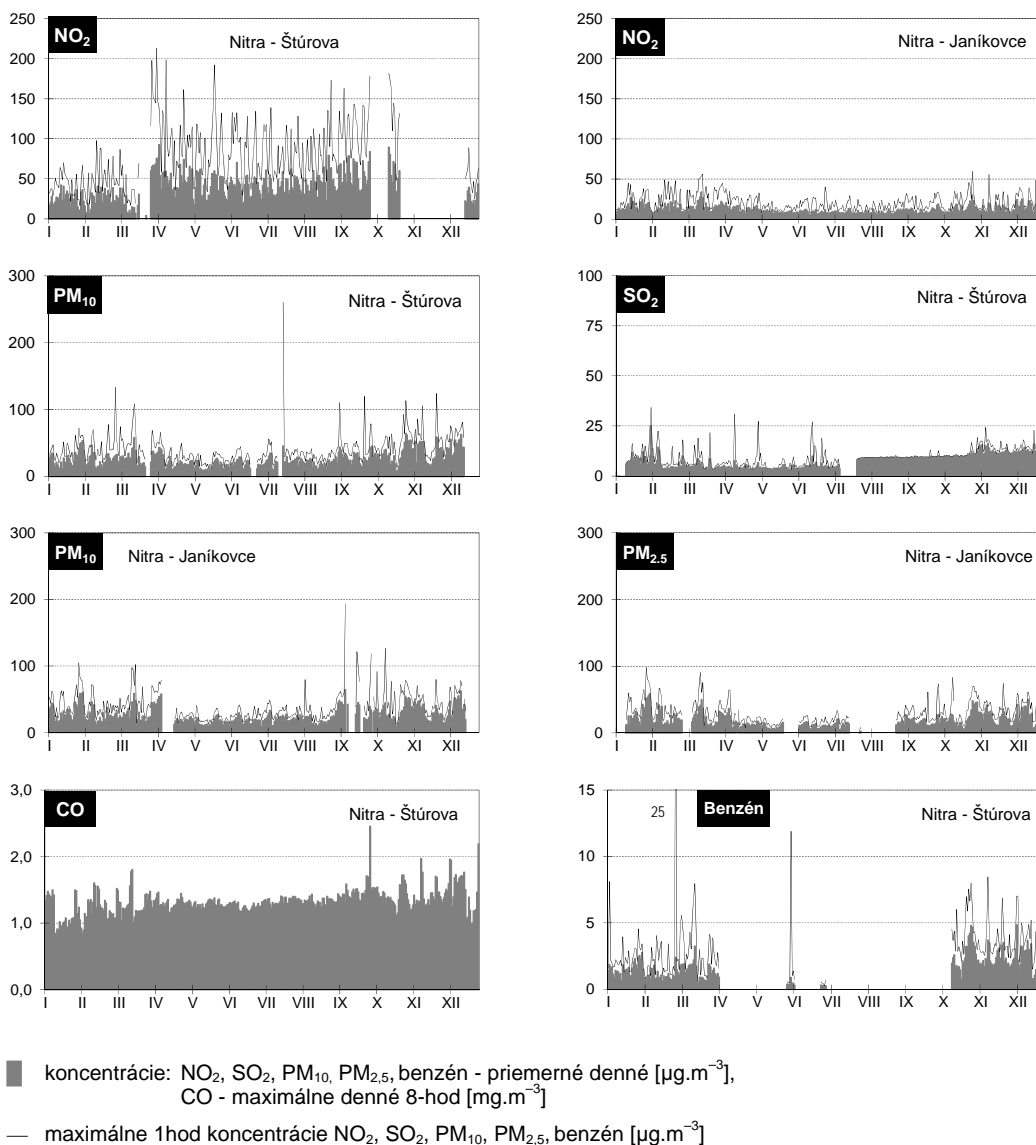 NO₂ Nitra - Štúrova
250
200
150
100
50
0
I II III IV V VI VII VIII IX X XI XII
NO₂ Nitra - Janíkovce
250
200
150
100
50
0
I II III IV V VI VII VIII IX X XI XII
PM₁₀ Nitra - Štúrova
300
200
100
0
I II III IV V VI VII VIII IX X XI XII
SO₂ Nitra - Štúrova
100
75
50
25
0
I II III IV V VI VII VIII IX X XI XII
PM₁₀ Nitra - Janíkovce
300
200
100
0
I II III IV V VI VII VIII IX X XI XII
PM₂.₅ Nitra - Janíkovce
300
200
100
0
I II III IV V VI VII VIII IX X XI XII
CO Nitra - Štúrova
3,0
2,0
1,0
0,0
I II III IV V VI VII VIII IX X XI XII
25 Benzén Nitra - Štúrova
15
10
5
0
I II III IV V VI VII VIII IX X XI XII
koncentrácie: NO₂, SO₂, PM₁₀, PM₂,₅, benzén - priemerné denné [µg.m⁻³],
CO - maximálne denné 8-hod [mg.m⁻³]
maximálne 1hod koncentrácie NO₂, SO₂, PM₁₀, PM₂,₅, benzén [µg.m⁻³]